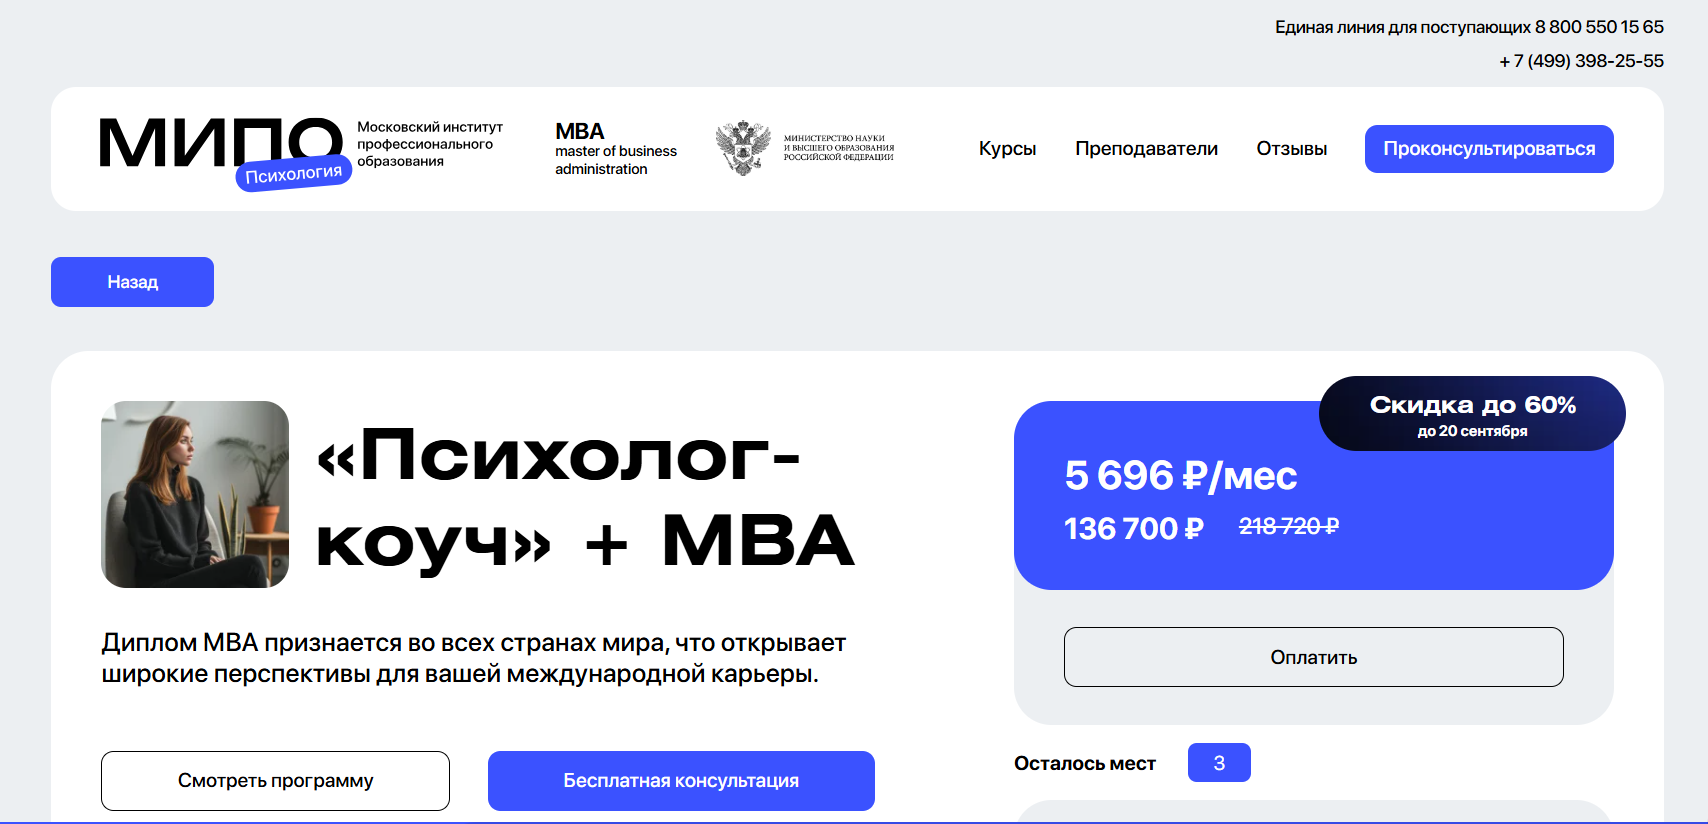 Единая линия для поступающих 8 800 550 15 65
+ 7 (499) 398-25-55
МИПО
Психология
Московский институт
профессионального
образования
MBA
master of business
administration
МИНИСТЕРСТВО НАУКИ
И ВЫСШЕГО ОБРАЗОВАНИЯ
РОССИЙСКОЙ ФЕДЕРАЦИИ
Курсы
Преподаватели
Отзывы
Проконсультироваться
Назад
«Психолог-
коуч» + MBA
Диплом MBA признается во всех странах мира, что открывает
широкие перспективы для вашей международной карьеры.
Смотреть программу
Бесплатная консультация
Скидка до 60%
до 20 сентября
5 696 ₽/мес
136 700 ₽ 218 720 ₽
Оплатить
Осталось мест 3